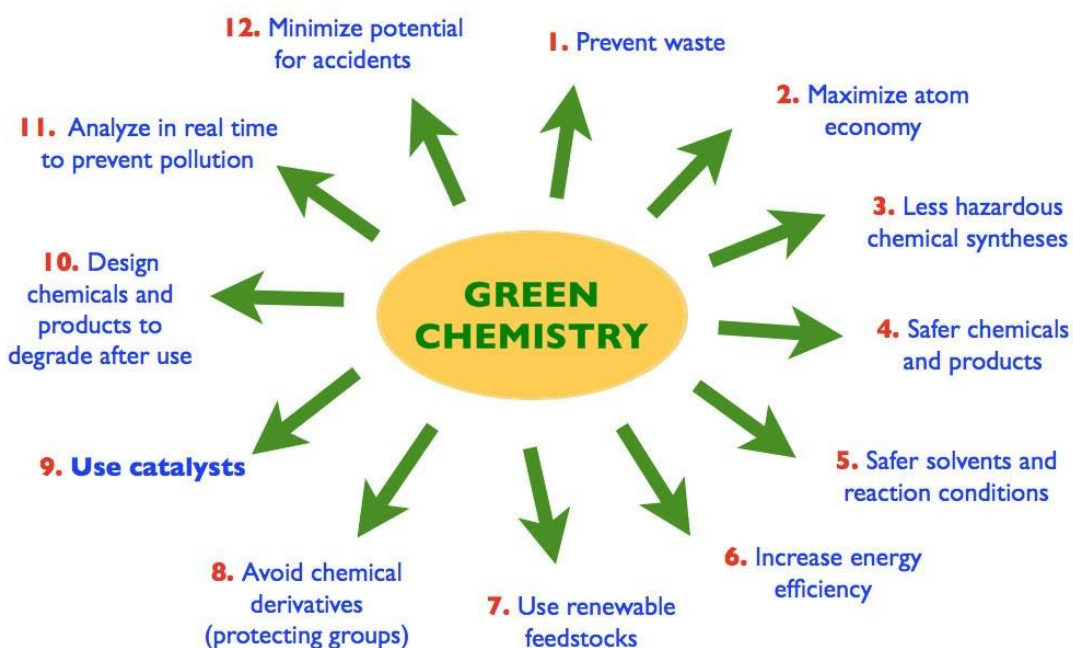 GREEN
CHEMISTRY
1. Prevent waste
2. Maximize atom
economy
3. Less hazardous
chemical syntheses
4. Safer chemicals
and products
5. Safer solvents and
reaction conditions
6. Increase energy
efficiency
7. Use renewable
feedstocks
8. Avoid chemical
derivatives
(protecting groups)
9. Use catalysts
10. Design
chemicals and
products to
degrade after use
11. Analyze in real time
to prevent pollution
12. Minimize potential
for accidents